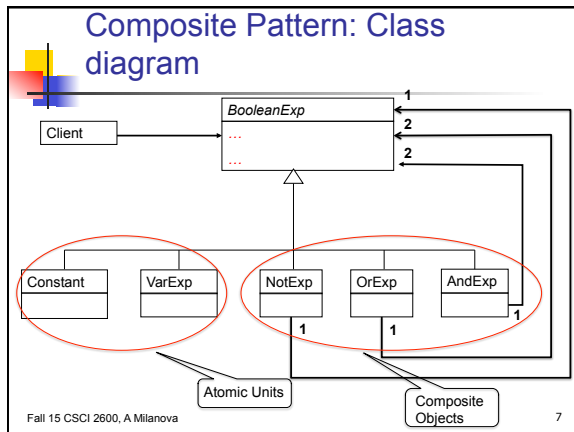 Composite Pattern: Class
diagram
1
BooleanExp
2
Client
…
2
…
Constant
VarExp
NotExp
OrExp
AndExp
1
1
1
Atomic Units
Composite
Objects
Fall 15 CSCI 2600, A Milanova
7